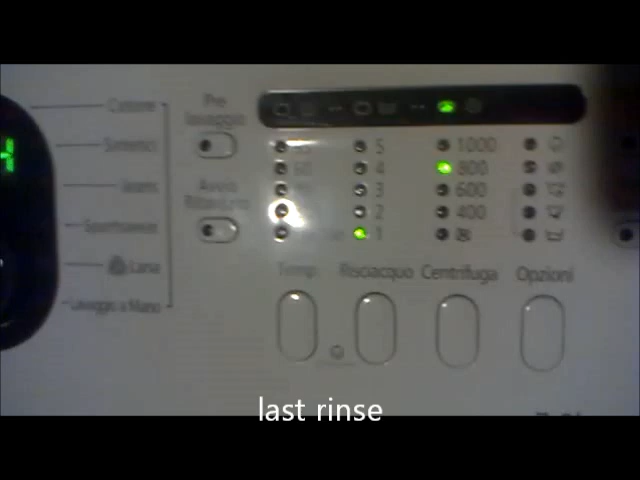 Cotone
Sintetici
Jeans
Sportswear
Lana
Lavaggio a Mano
Pre
lavaggio
Avvio
Ritardato
60
5
4
3
2
1
1000
800
600
400
Temp.
Risciacquo
Centrifuga
Opzioni
last rinse